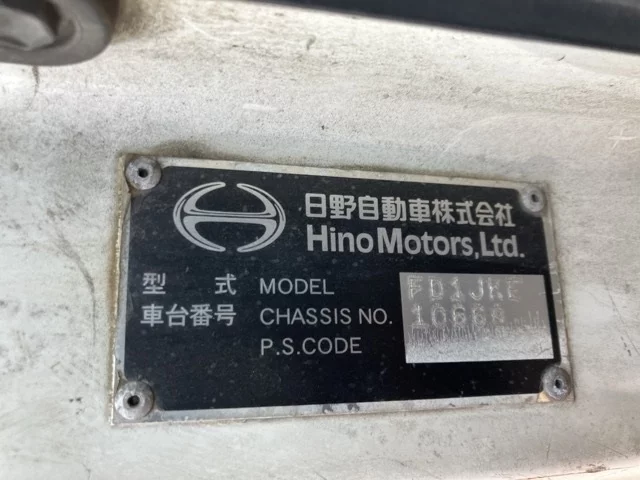 日野自動車株式会社
Hino Motors, Ltd.
型 式 MODEL
車台番号 CHASSIS NO.
P.S.CODE